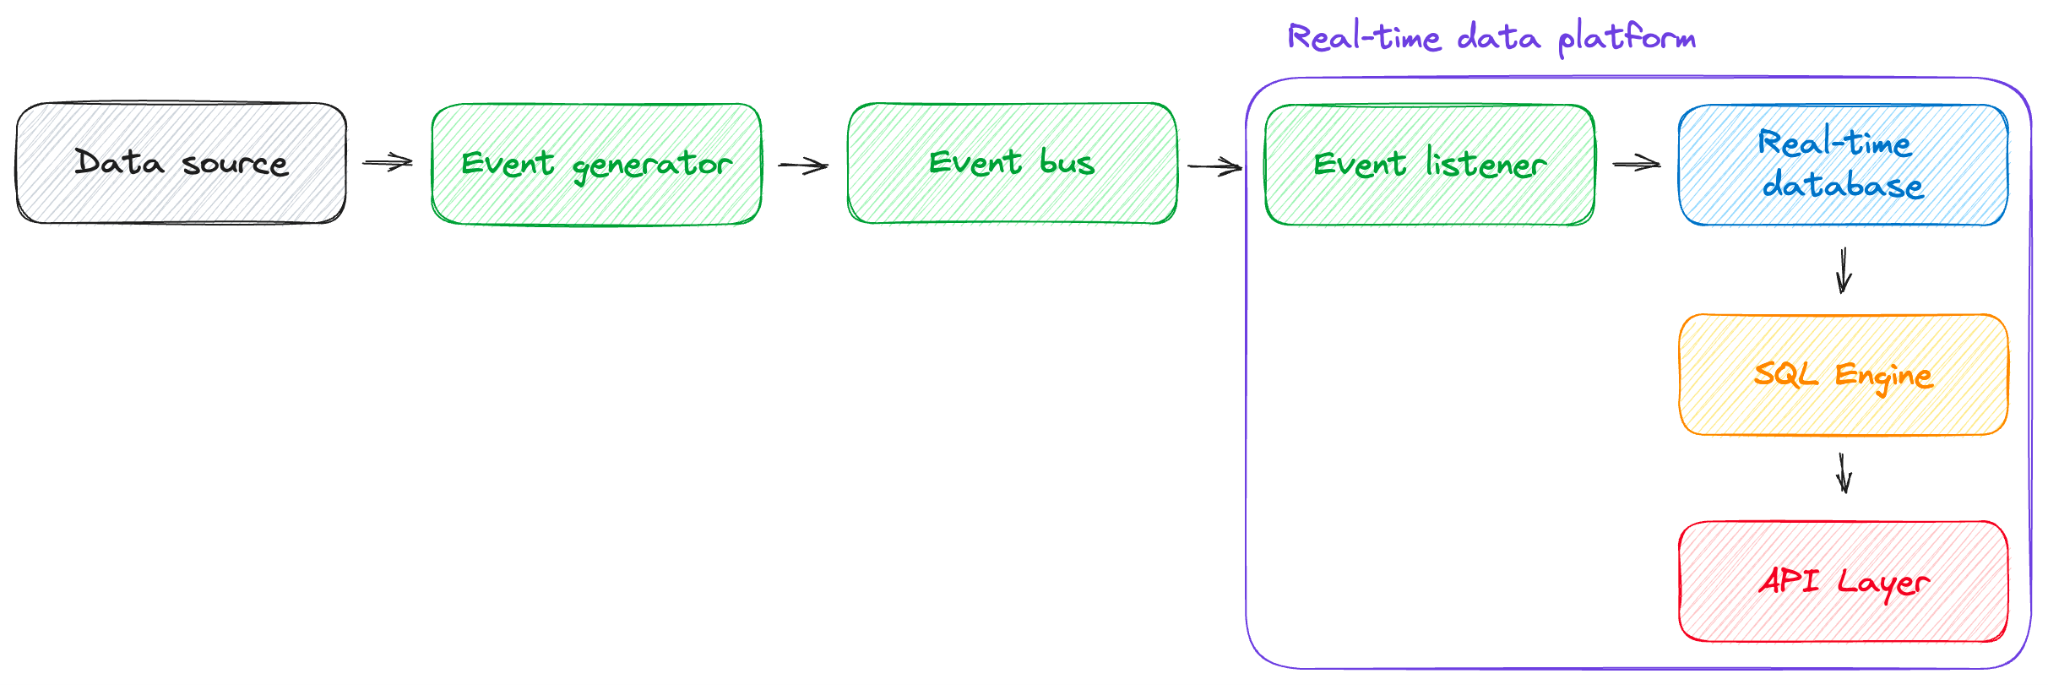 Real-time data platform
Data source
Event generator
Event bus
Event listener
Real-time
database
SQL Engine
API Layer